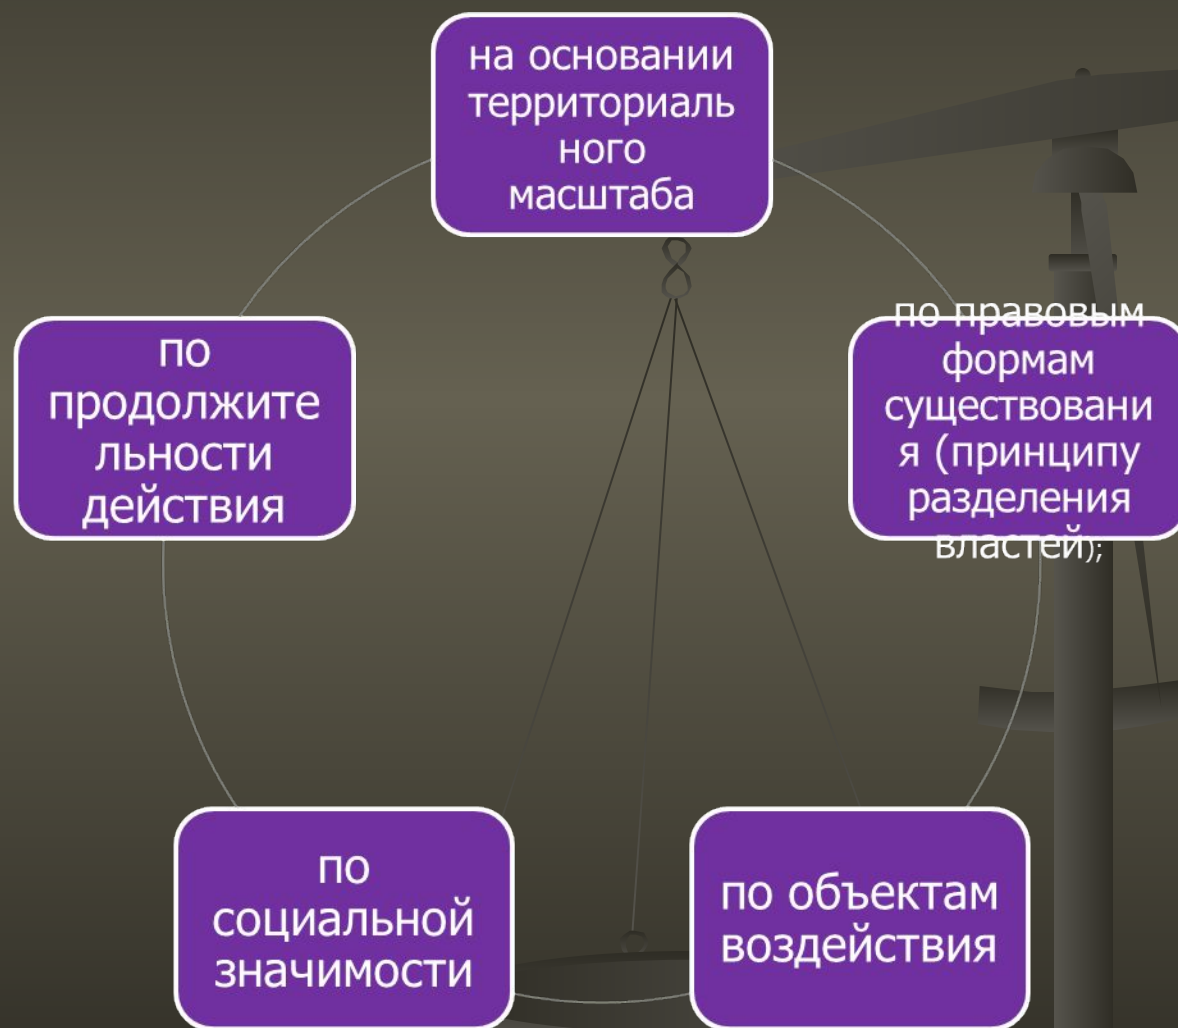 на основании
территориаль
ного
масштаба
по правовым
формам
существовани
я (принципу
разделения
властей);
по объектам
воздействия
по
социальной
значимости
по
продолжите
льности
действия